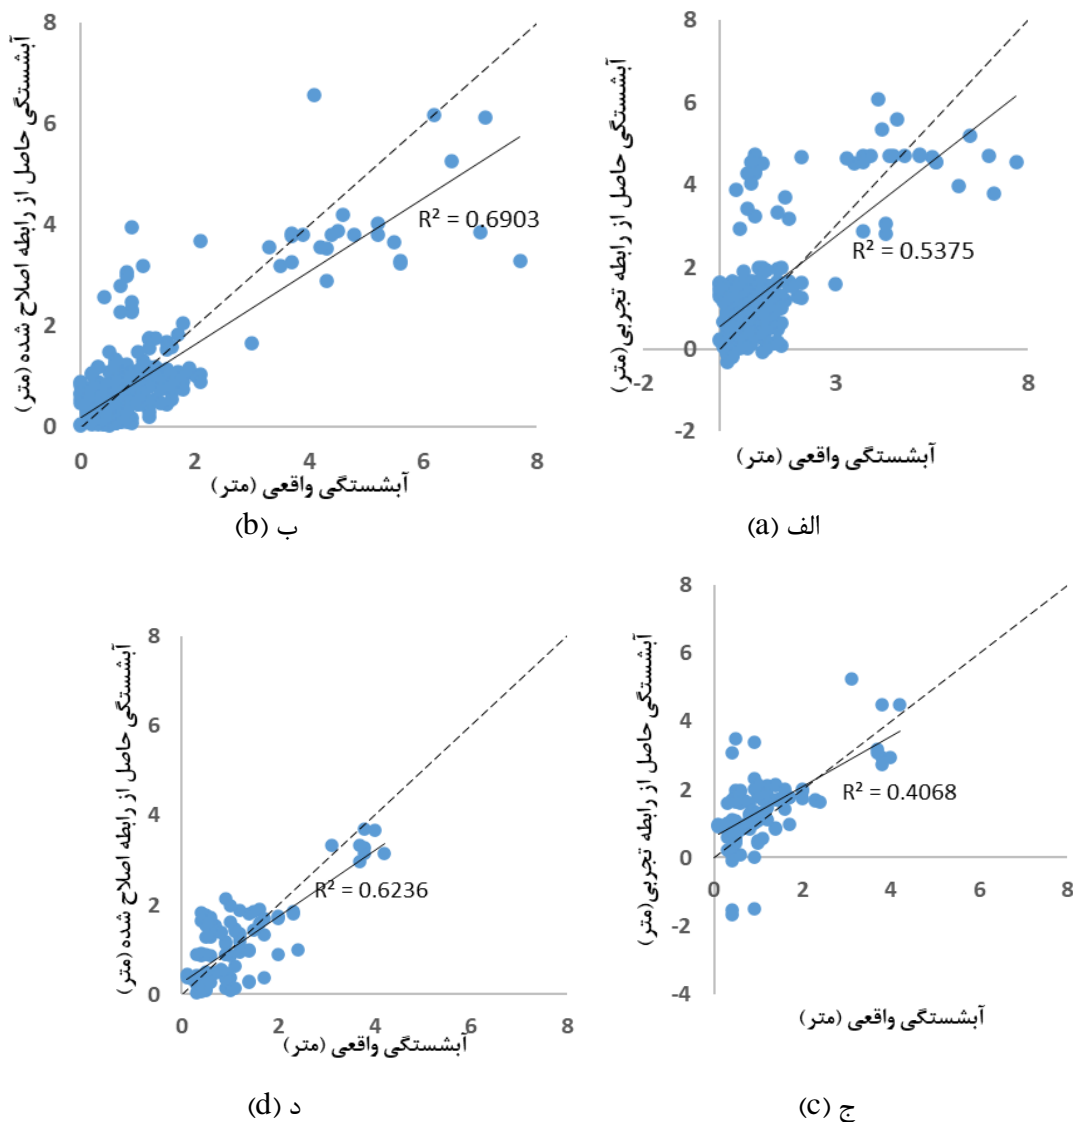 8
6
4
2
0
-2
-2
3
8
R² = 0.5375
آبشستگی حاصل از رابطه تجربی(متر)
آبشستگی واقعی (متر)
الف (a)
8
6
4
2
0
0
2
4
6
8
R² = 0.6903
آبشستگی حاصل از رابطه اصلاح شده (متر)
آبشستگی واقعی (متر)
ب (b)
8
6
4
2
0
-2
-4
0
2
4
6
8
R² = 0.4068
آبشستگی حاصل از رابطه تجربی(متر)
آبشستگی واقعی (متر)
ج (c)
8
6
4
2
0
0
2
4
6
8
R² = 0.6236
آبشستگی حاصل از رابطه اصلاح شده (متر)
آبشستگی واقعی (متر)
د (d)